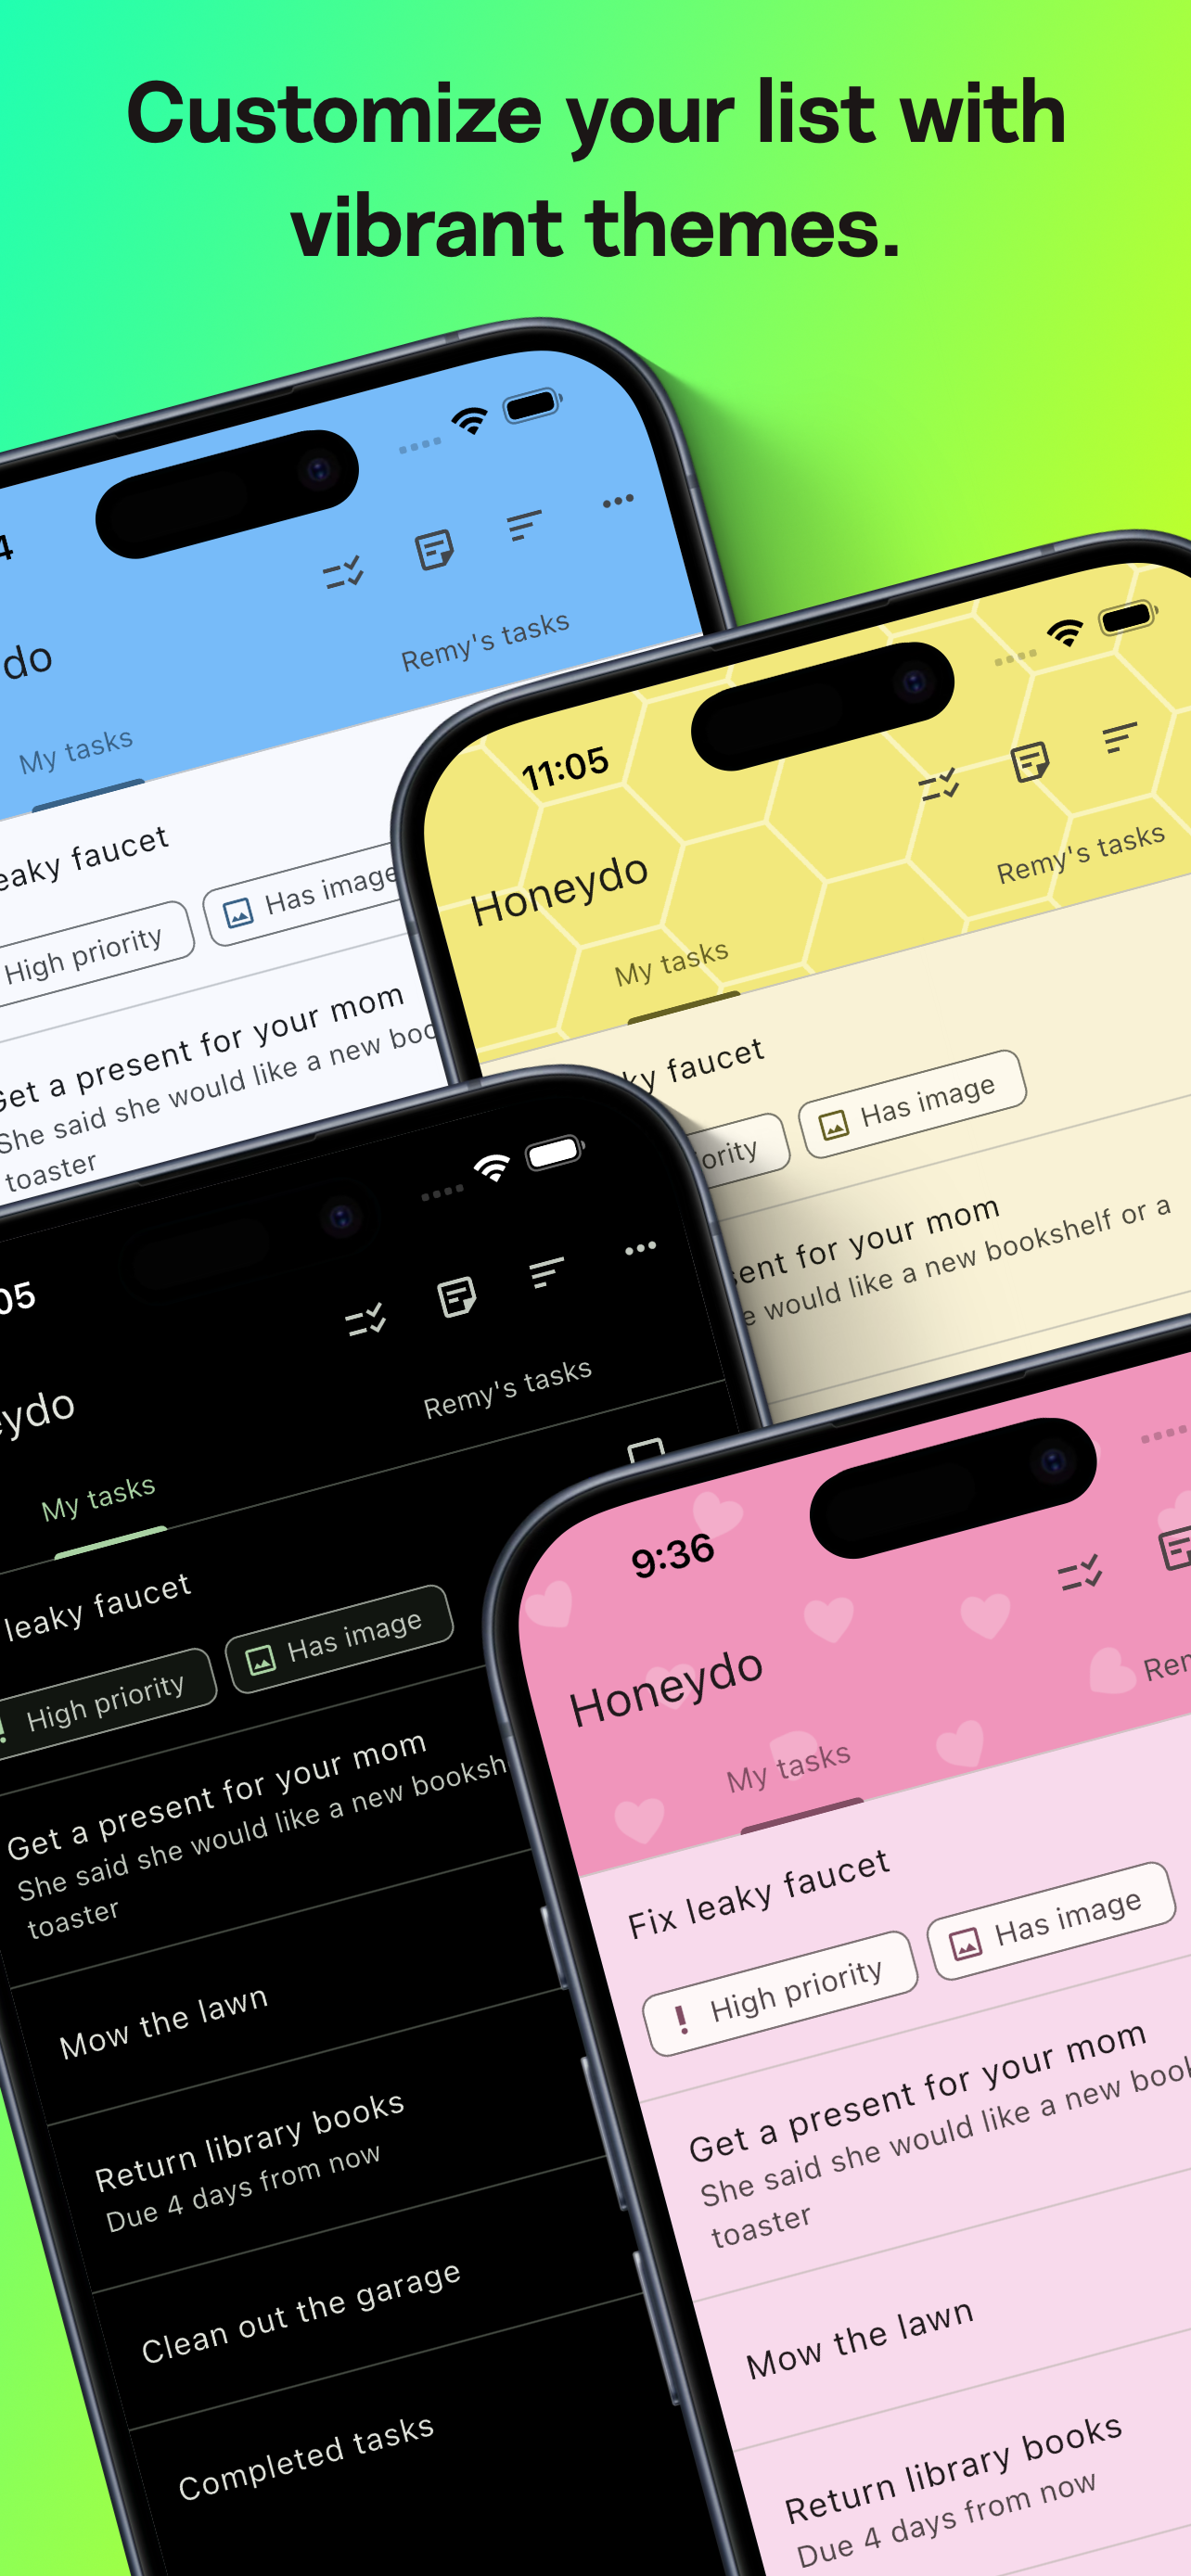 Customize your list with
vibrant themes.
4
do
Remy's tasks
My tasks
eaky faucet
High priority
Has image
Get a present for your mom
She said she would like a new boo
toaster
11:05
Honeydo
Remy's tasks
My tasks
ky faucet
ority
Has image
sent for your mom
e would like a new bookshelf or a
05
eydo
Remy's tasks
My tasks
leaky faucet
High priority
Has image
Get a present for your mom
She said she would like a new booksh
toaster
Mow the lawn
Return library books
Due 4 days from now
Clean out the garage
Completed tasks
9:36
Honeydo
Rem
My tasks
Fix leaky faucet
High priority
Has image
Get a present for your mom
She said she would like a new book
toaster
Mow the lawn
Return library books
Due 4 days from now